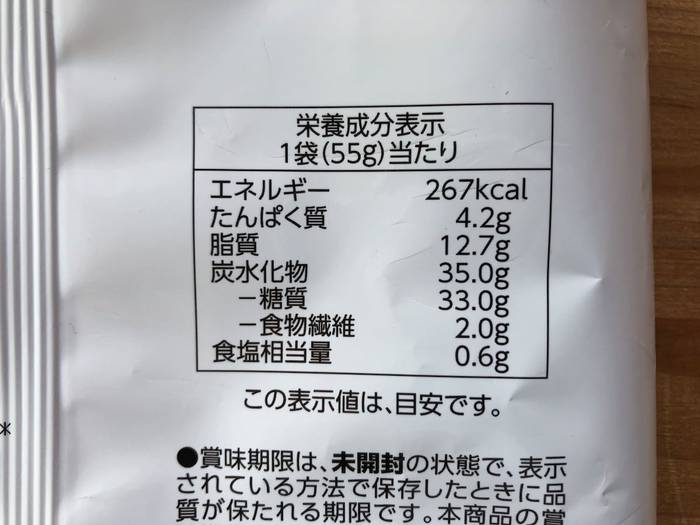 栄養成分表示
1袋(55g)当たり
エネルギー 267kcal
たんぱく質 4.2g
脂質 12.7g
炭水化物 35.0g
－糖質 33.0g
－食物繊維 2.0g
食塩相当量 0.6g
この表示値は、目安です。
●賞味期限は、未開封の状態で、表示
されている方法で保存したときに品
質が保たれる期限です。本商品の賞
*